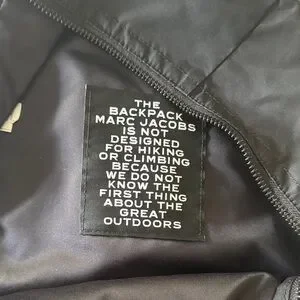 THE
BACKPACK
MARC JACOBS
IS NOT
DESIGNED
FOR HIKING
OR CLIMBING
BECAUSE
WE DO NOT
KNOW THE
FIRST THING
ABOUT THE
GREAT
OUTDOORS